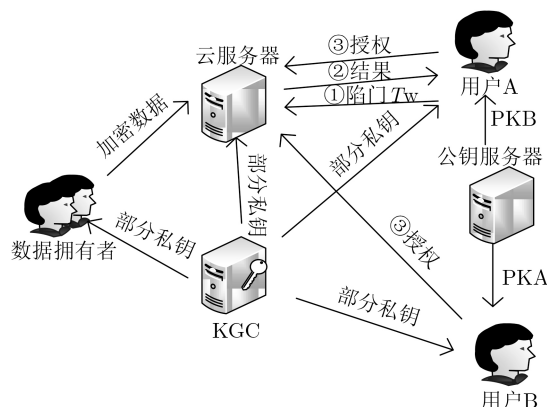 云服务器
③授权
②结果
①陷门Tw
用户A
PKB
加密数据
部分私钥
部分私钥
公钥服务器
数据拥有者
部分私钥
③授权
PKA
KGC
部分私钥
用户B